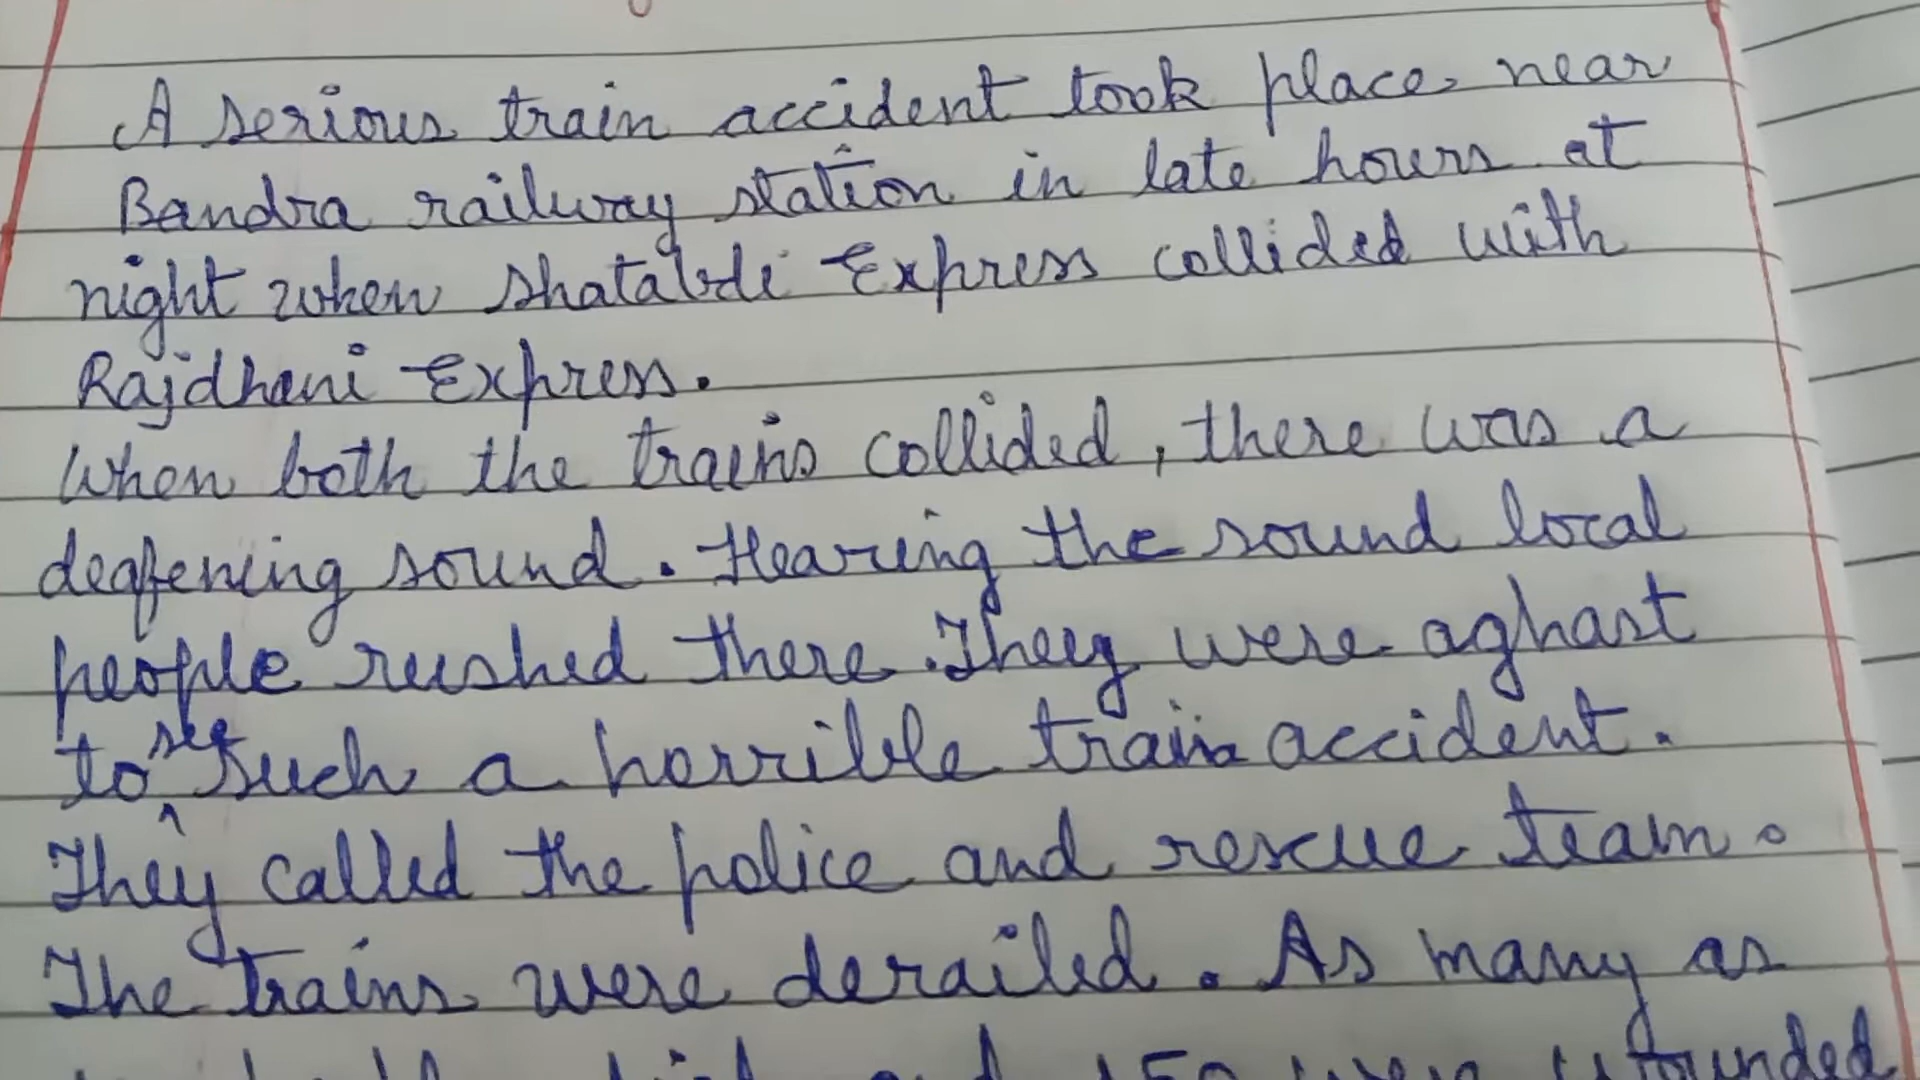 A serious train accident took place near
Bandra railway station in late hours at
night when shatabdi Express collided with
Rajdhani Express.
When both the trains collided, there was a
deafening sound. Hearing the sound local
people rushed there. They were aghast
to see such a horrible train accident.
They called the police and rescue team.
The trains were derailed. As many as
and 150 were